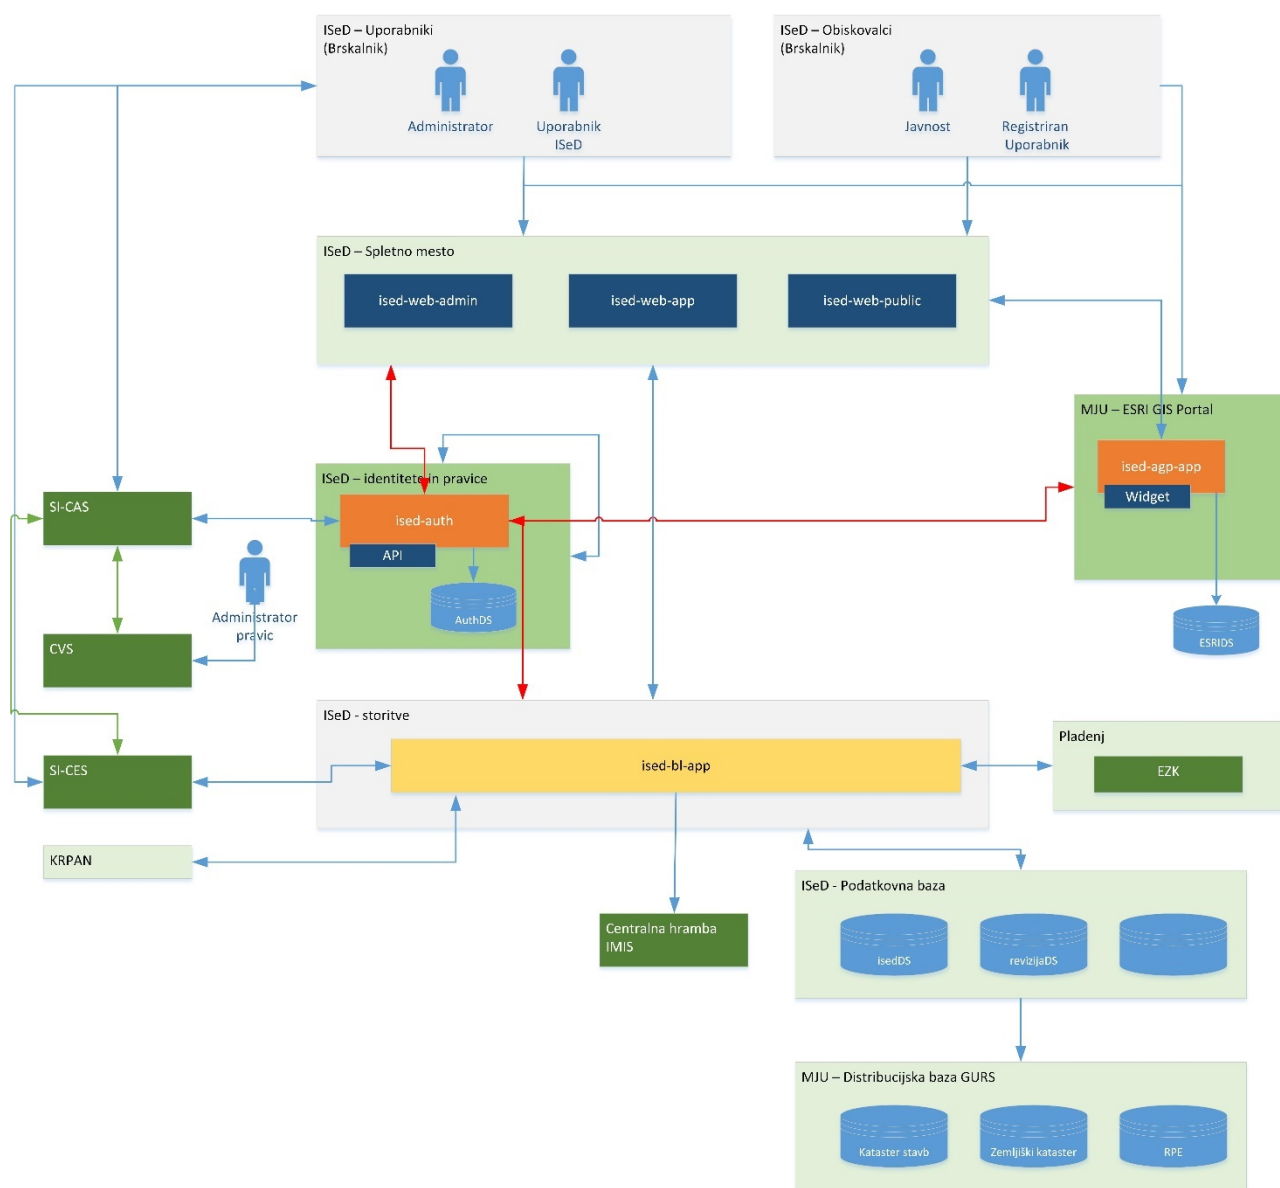 ISeD – Uporabniki
(Brskalnik)
Administrator
Uporabnik
ISeD
ISeD – Obiskovalci
(Brskalnik)
Javnost
Registriran
Uporabnik
ISeD – Spletno mesto
ised-web-admin
ised-web-app
ised-web-public
MJU – ESRI GIS Portal
ised-agp-app
Widget
ESRIDS
ISeD – identitete in pravice
ised-auth
API
AuthDS
SI-CAS
Administrator
pravic
CVS
SI-CES
KRPAN
ISeD - storitve
ised-bl-app
Pladenj
EZK
Centralna hramba
IMIS
ISeD - Podatkovna baza
isedDS
revizijaDS
MJU – Distribucijska baza GURS
Kataster stavb
Zemljiški kataster
RPE